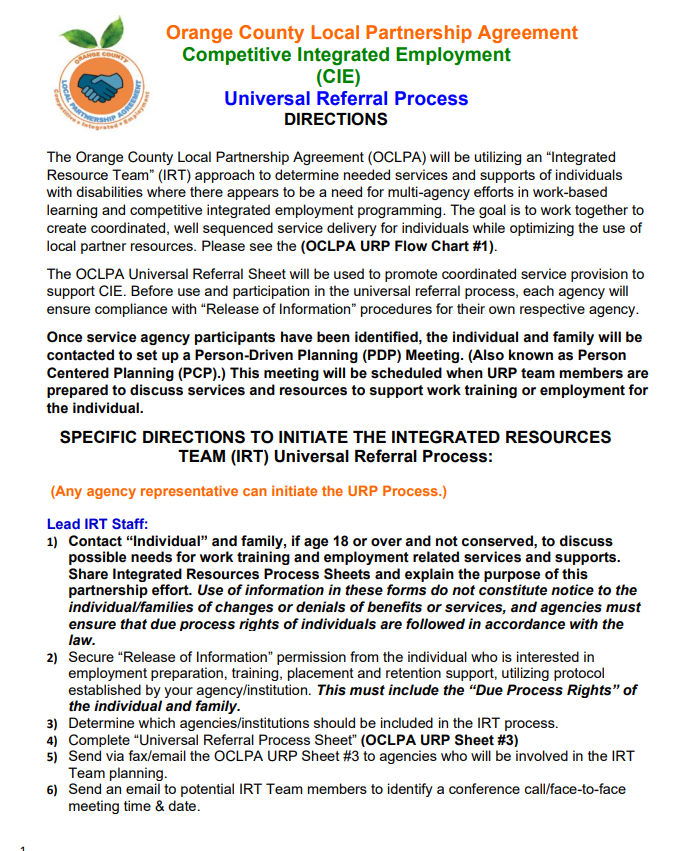 Orange County Local Partnership Agreement
Competitive Integrated Employment
(CIE)
Universal Referral Process
DIRECTIONS
ORANGE COUNTY
LOCAL PARTNERSHIP AGREEMENT
Competitive • Integrated • Employment
The Orange County Local Partnership Agreement (OCLPA) will be utilizing an “Integrated
Resource Team” (IRT) approach to determine needed services and supports of individuals
with disabilities where there appears to be a need for multi-agency efforts in work-based
learning and competitive integrated employment programming. The goal is to work together to
create coordinated, well sequenced service delivery for individuals while optimizing the use of
local partner resources. Please see the (OCLPA URP Flow Chart #1).
The OCLPA Universal Referral Sheet will be used to promote coordinated service provision to
support CIE. Before use and participation in the universal referral process, each agency will
ensure compliance with “Release of Information” procedures for their own respective agency.
Once service agency participants have been identified, the individual and family will be
contacted to set up a Person-Driven Planning (PDP) Meeting. (Also known as Person
Centered Planning (PCP).) This meeting will be scheduled when URP team members are
prepared to discuss services and resources to support work training or employment for
the individual.
SPECIFIC DIRECTIONS TO INITIATE THE INTEGRATED RESOURCES
TEAM (IRT) Universal Referral Process:
(Any agency representative can initiate the URP Process.)
Lead IRT Staff:
1) Contact “Individual” and family, if age 18 or over and not conserved, to discuss
possible needs for work training and employment related services and supports.
Share Integrated Resources Process Sheets and explain the purpose of this
partnership effort. Use of information in these forms do not constitute notice to the
individual/families of changes or denials of benefits or services, and agencies must
ensure that due process rights of individuals are followed in accordance with the
law.
2) Secure “Release of Information” permission from the individual who is interested in
employment preparation, training, placement and retention support, utilizing protocol
established by your agency/institution. This must include the “Due Process Rights” of
the individual and family.
3) Determine which agencies/institutions should be included in the IRT process.
4) Complete “Universal Referral Process Sheet” (OCLPA URP Sheet #3)
5) Send via fax/email the OCLPA URP Sheet #3 to agencies who will be involved in the IRT
Team planning.
6) Send an email to potential IRT Team members to identify a conference call/face-to-face
meeting time & date.
1